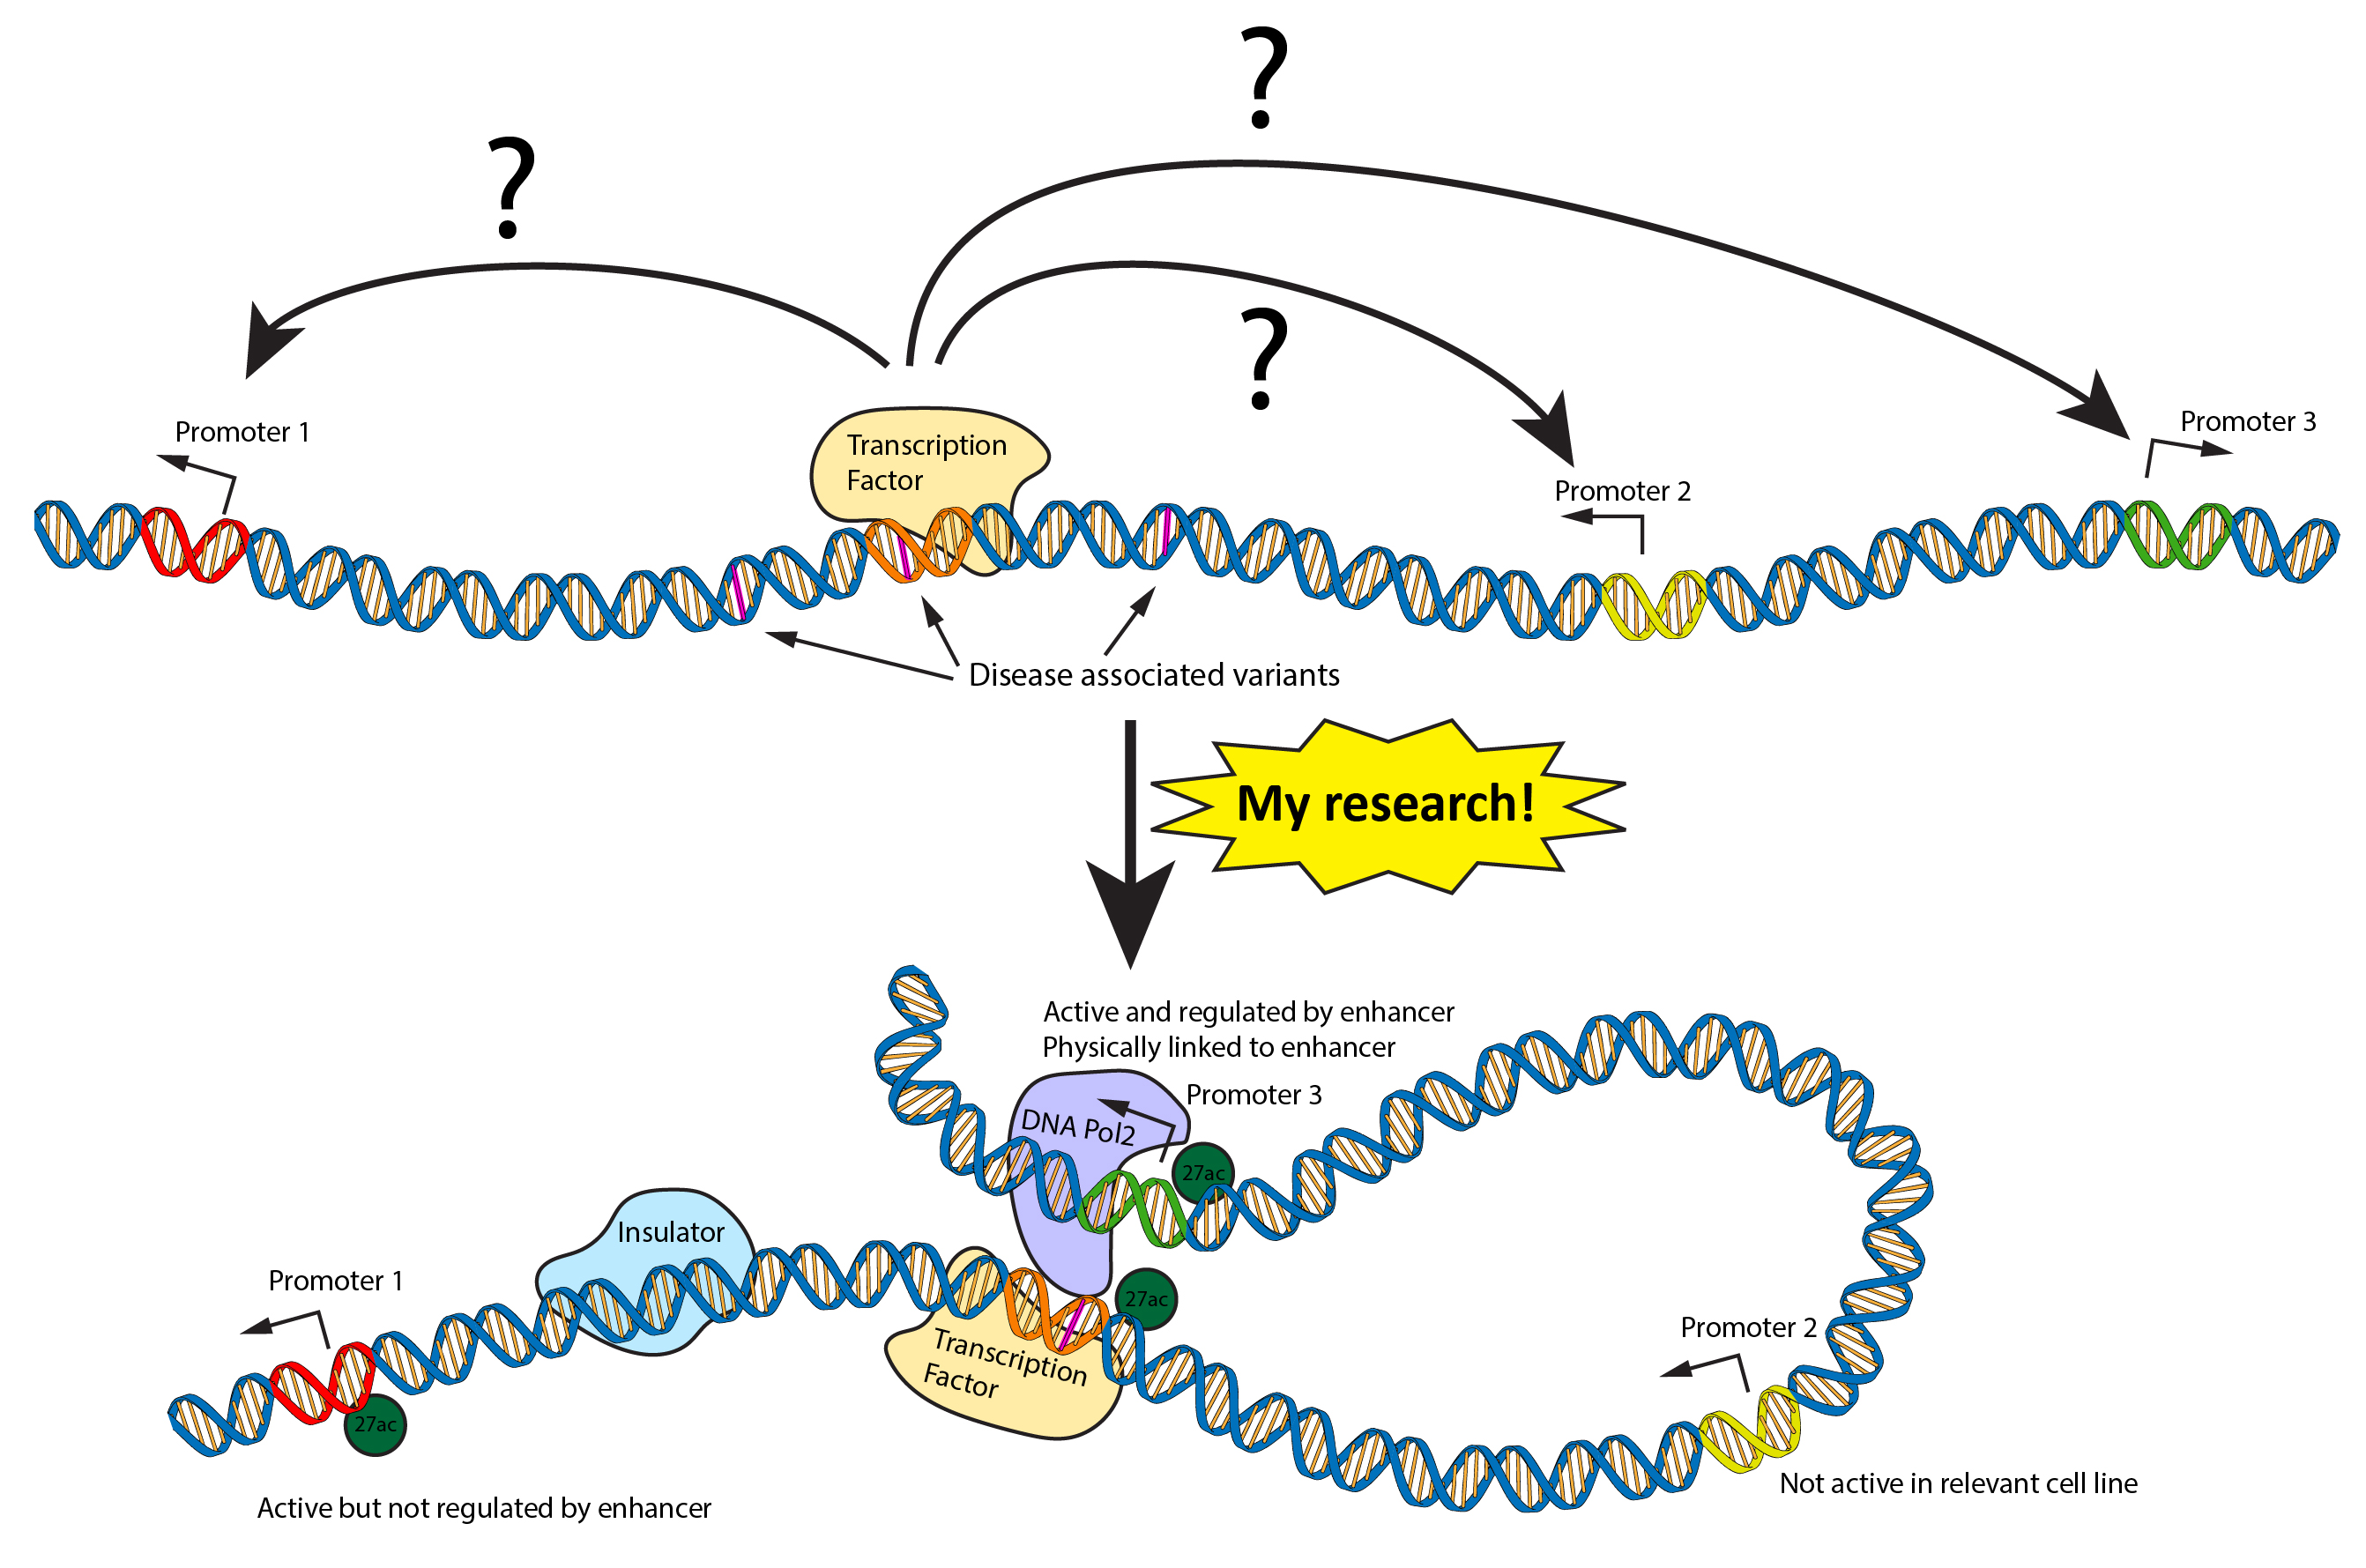 ?
?
?
Promoter 1
Transcription
Factor
Promoter 2
Promoter 3
Disease associated variants
My research!
Active and regulated by enhancer
Physically linked to enhancer
Promoter 3
DNA Pol2
27ac
Insulator
27ac
Promoter 1
Transcription
Factor
Promoter 2
27ac
Not active in relevant cell line
Active but not regulated by enhancer